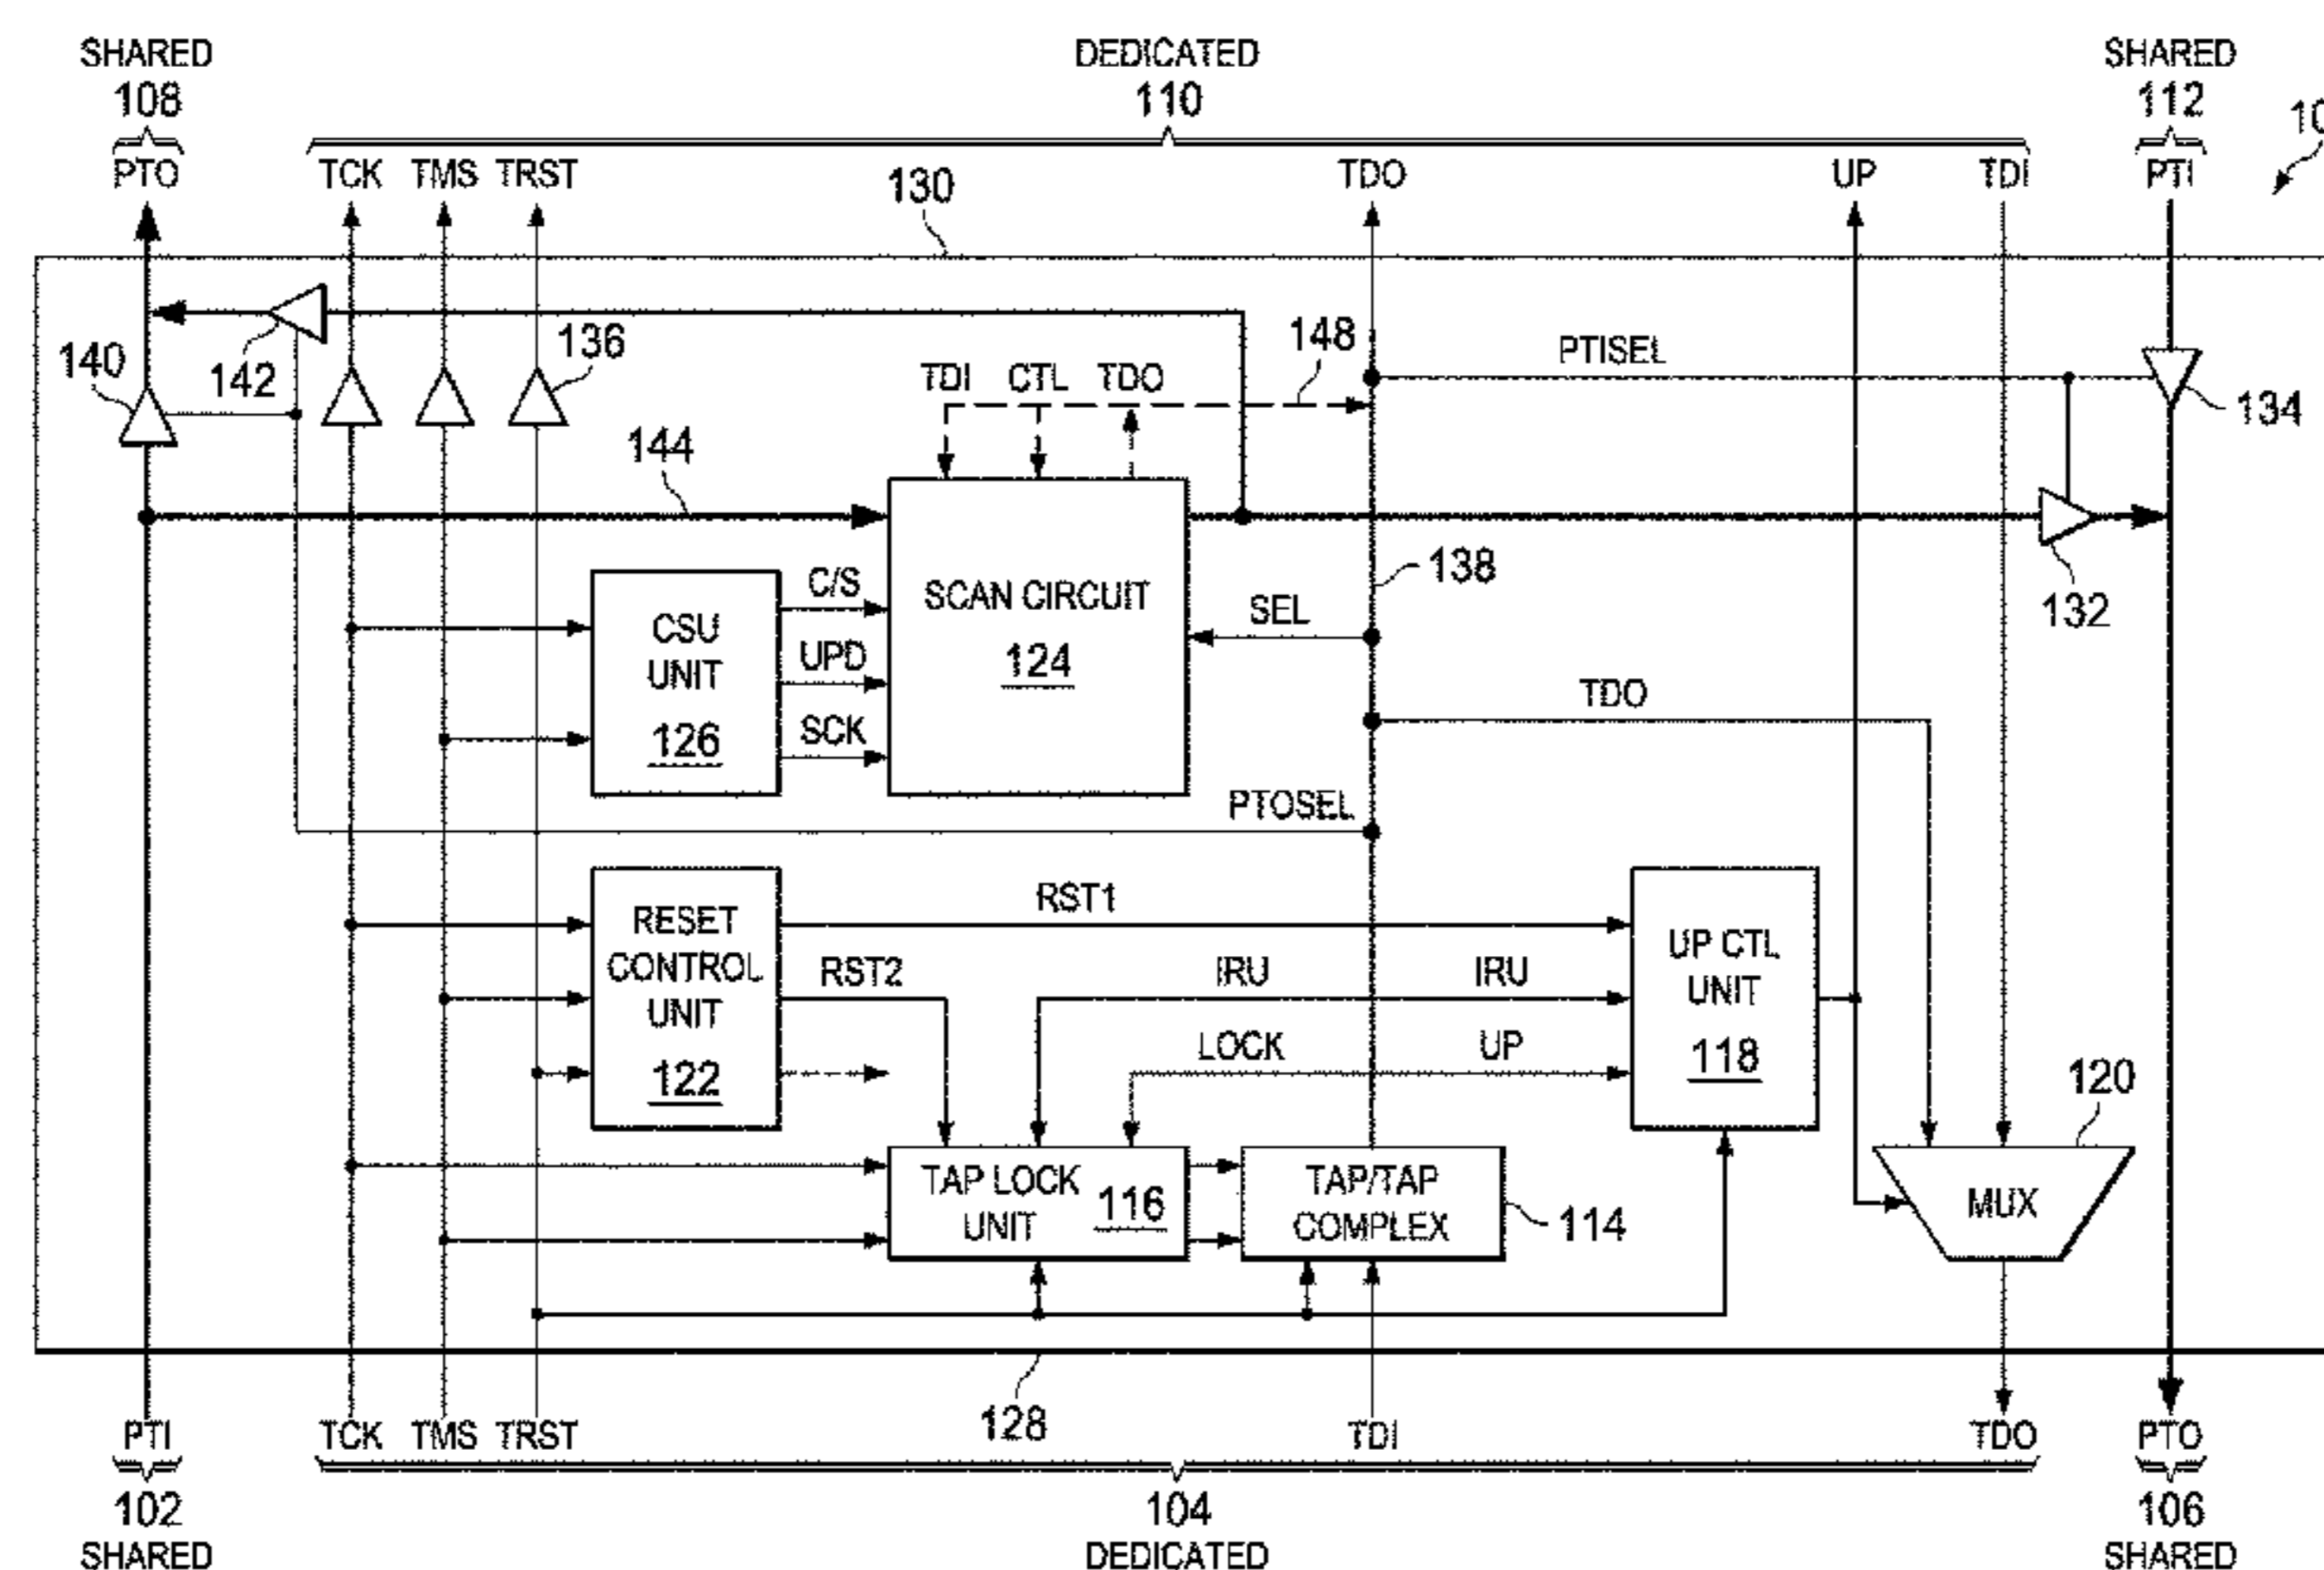 SHARED DEDICATED SHARED
108 110 112 10
PTO TCK TMS TRST TDO UP TDI PTI
130
136 148 PTISEL
140 142 TDI CTL TDO 134
144
138
C/S
CSU UNIT 126
UPD
SCK
SCAN CIRCUIT 124
SEL
132
TDO
PTOSEL
RESET CONTROL UNIT 122
RST1
RST2 IRU IRU
UP CTL UNIT 118
LOCK UP
120
TAP LOCK UNIT 116
TAP/TAP COMPLEX
114
MUX
128
PTI TCK TMS TRST TDI TDO PTO
102 104 106
SHARED DEDICATED SHARED